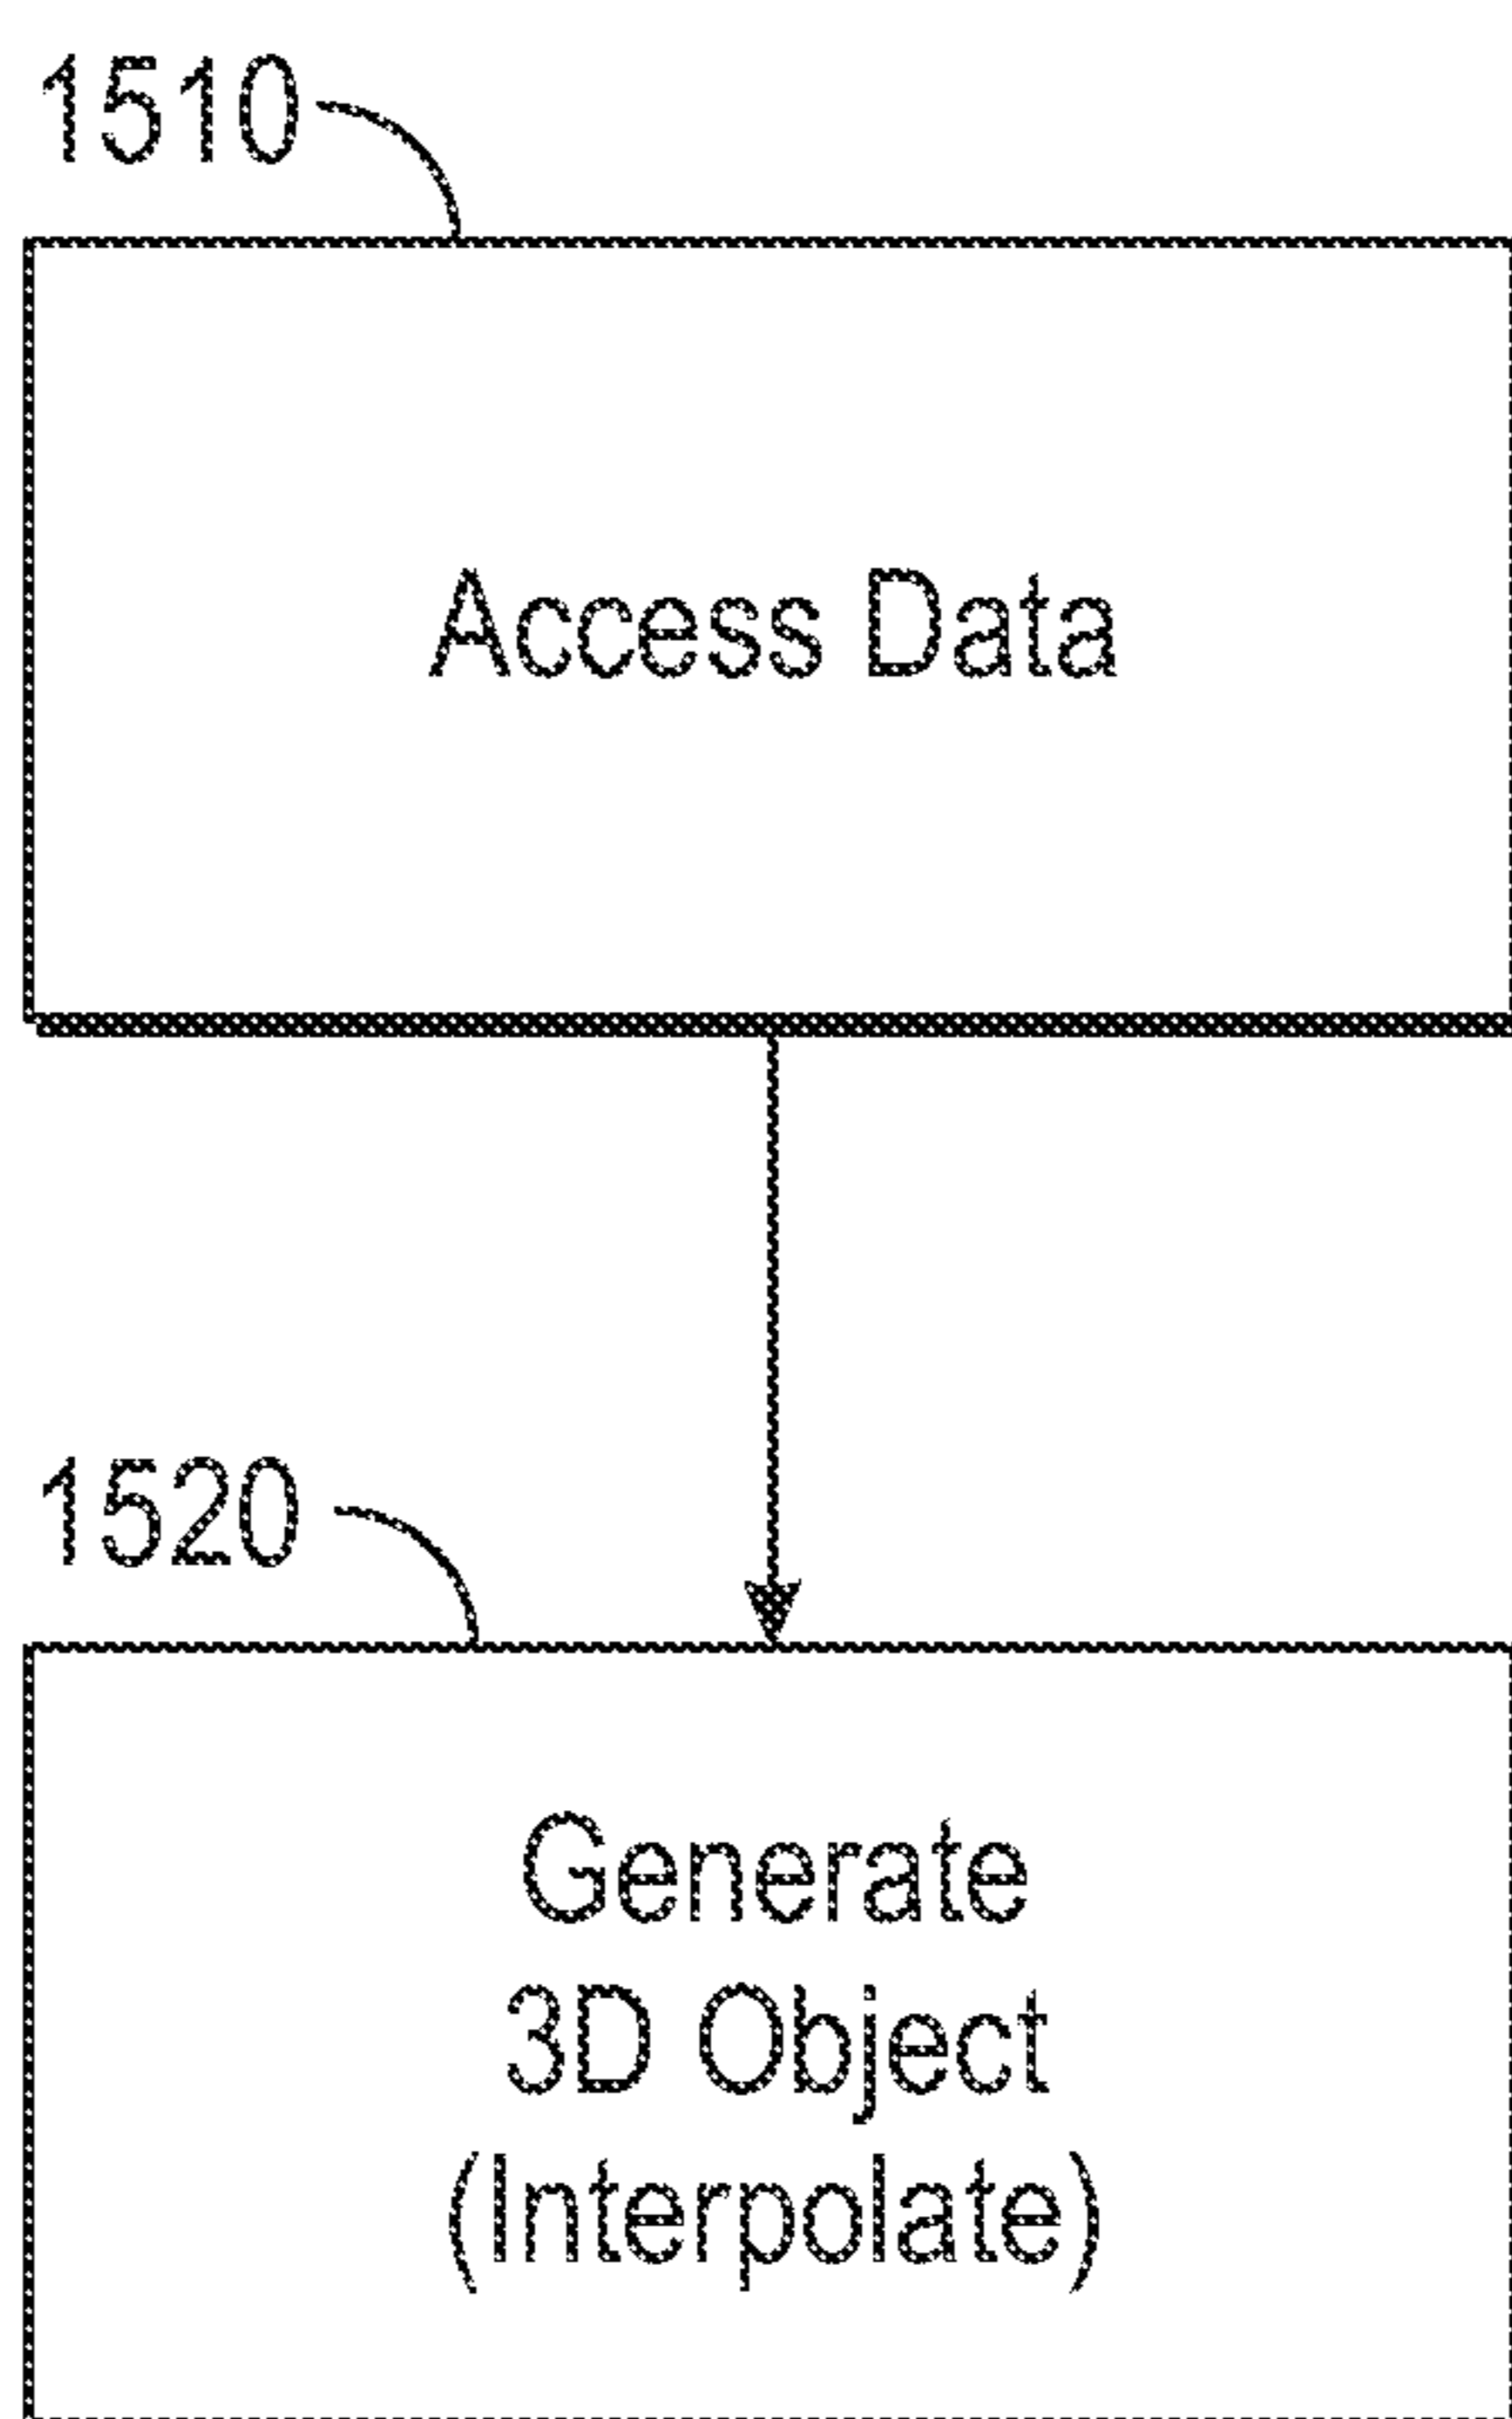 1510
Access Data
1520
Generate
3D Object
(Interpolate)